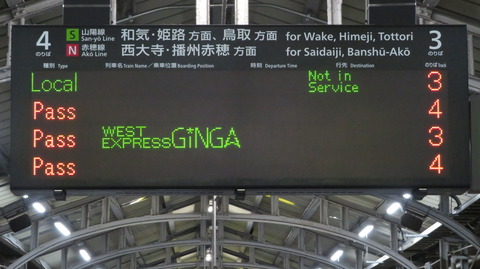 4 のりば S 山陽線 San-yō Line 和気・姫路 方面、鳥取 方面 for Wake, Himeji, Tottori 3 のりば
N 赤穂線 Akō Line 西大寺・播州赤穂 方面 for Saidaiji, Banshū-Akō
種別 Type 列車名 Train Name / 乗車位置 Boarding Position 時刻 Departure Time 行先 Destination のりば
Local Not in Service 3
Pass 4
Pass WEST EXPRESS GiNGA 3
Pass 4